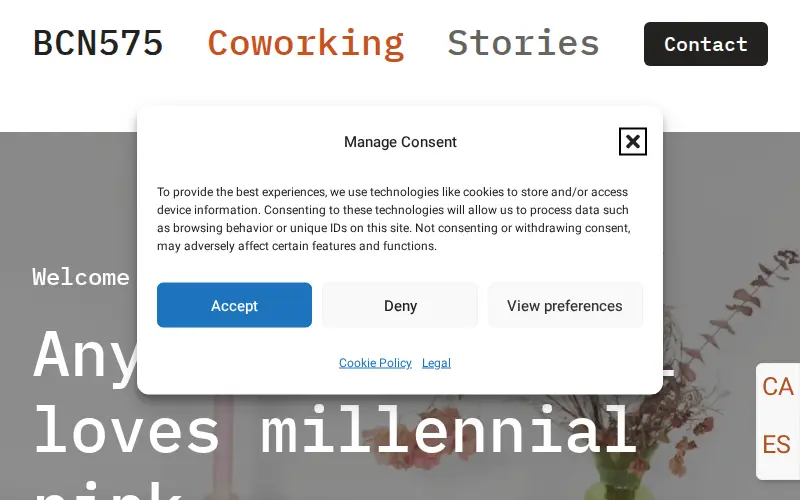 BCN575 Coworking Stories Contact
Manage Consent
To provide the best experiences, we use technologies like cookies to store and/or access
device information. Consenting to these technologies will allow us to process data such
as browsing behavior or unique IDs on this site. Not consenting or withdrawing consent,
may adversely affect certain features and functions.
Accept Deny View preferences
Cookie Policy Legal
Welcome
Any
loves millennial
pink
CA
ES